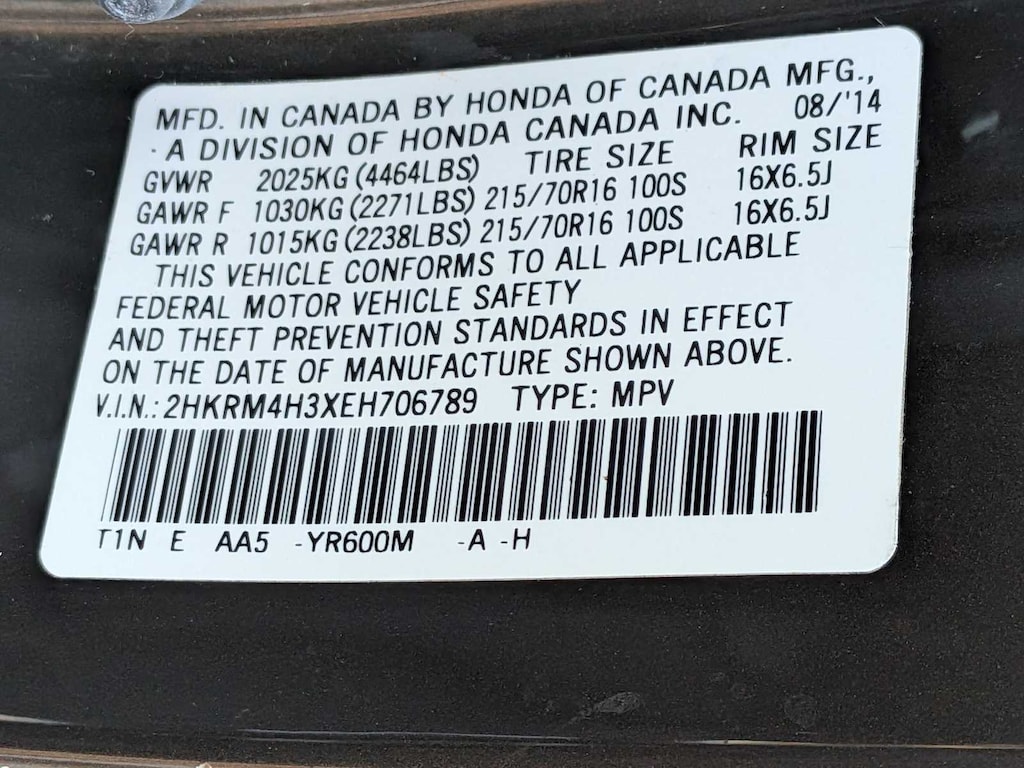 MFD. IN CANADA BY HONDA OF CANADA MFG.,
· A DIVISION OF HONDA CANADA INC. 08/'14
GVWR 2025KG (4464LBS) TIRE SIZE RIM SIZE
GAWR F 1030KG (2271LBS) 215/70R16 100S 16X6.5J
GAWR R 1015KG (2238LBS) 215/70R16 100S 16X6.5J
THIS VEHICLE CONFORMS TO ALL APPLICABLE
FEDERAL MOTOR VEHICLE SAFETY
AND THEFT PREVENTION STANDARDS IN EFFECT
ON THE DATE OF MANUFACTURE SHOWN ABOVE.
V.I.N.: 2HKRM4H3XEH706789 TYPE: MPV
T1N E AA5 -YR600M -A -H